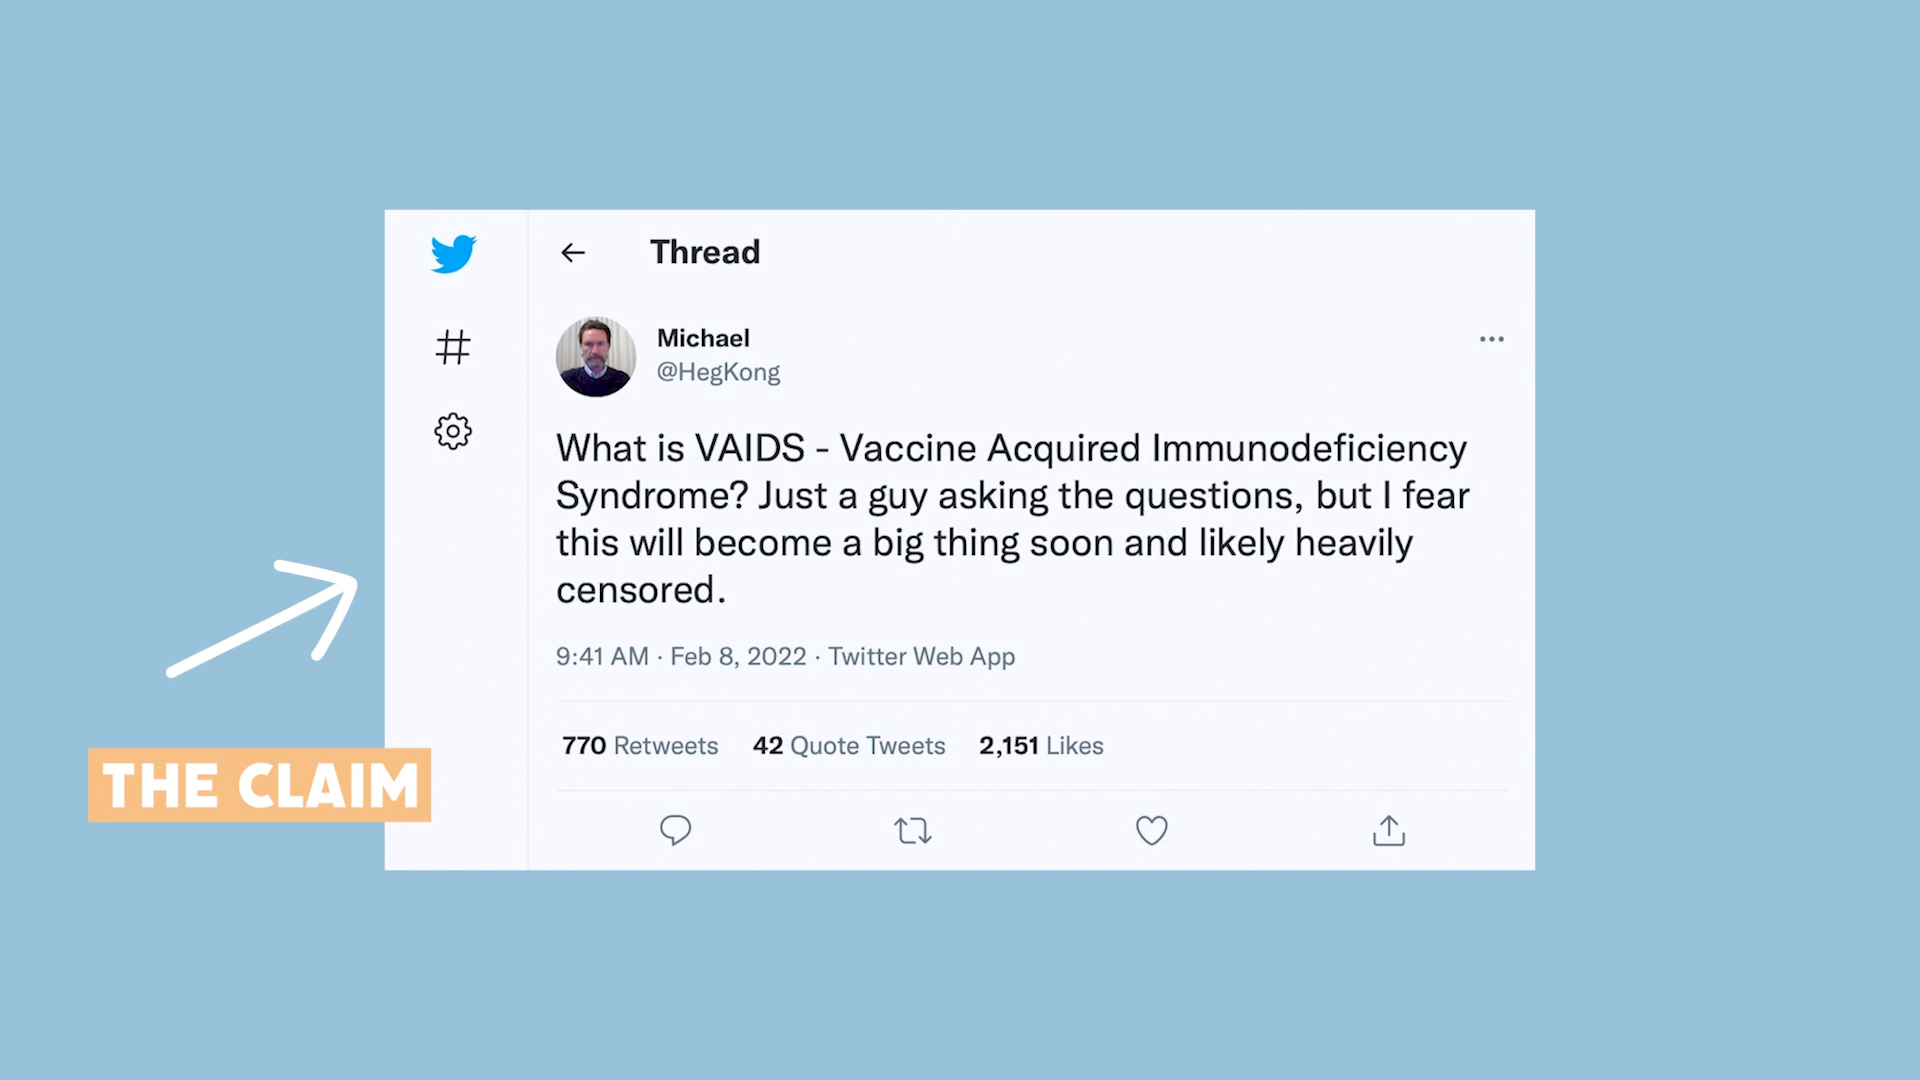 Thread
Michael
@HegKong
What is VAIDS - Vaccine Acquired Immunodeficiency
Syndrome? Just a guy asking the questions, but I fear
this will become a big thing soon and likely heavily
censored.
9:41 AM · Feb 8, 2022 · Twitter Web App
770 Retweets 42 Quote Tweets 2,151 Likes
THE CLAIM